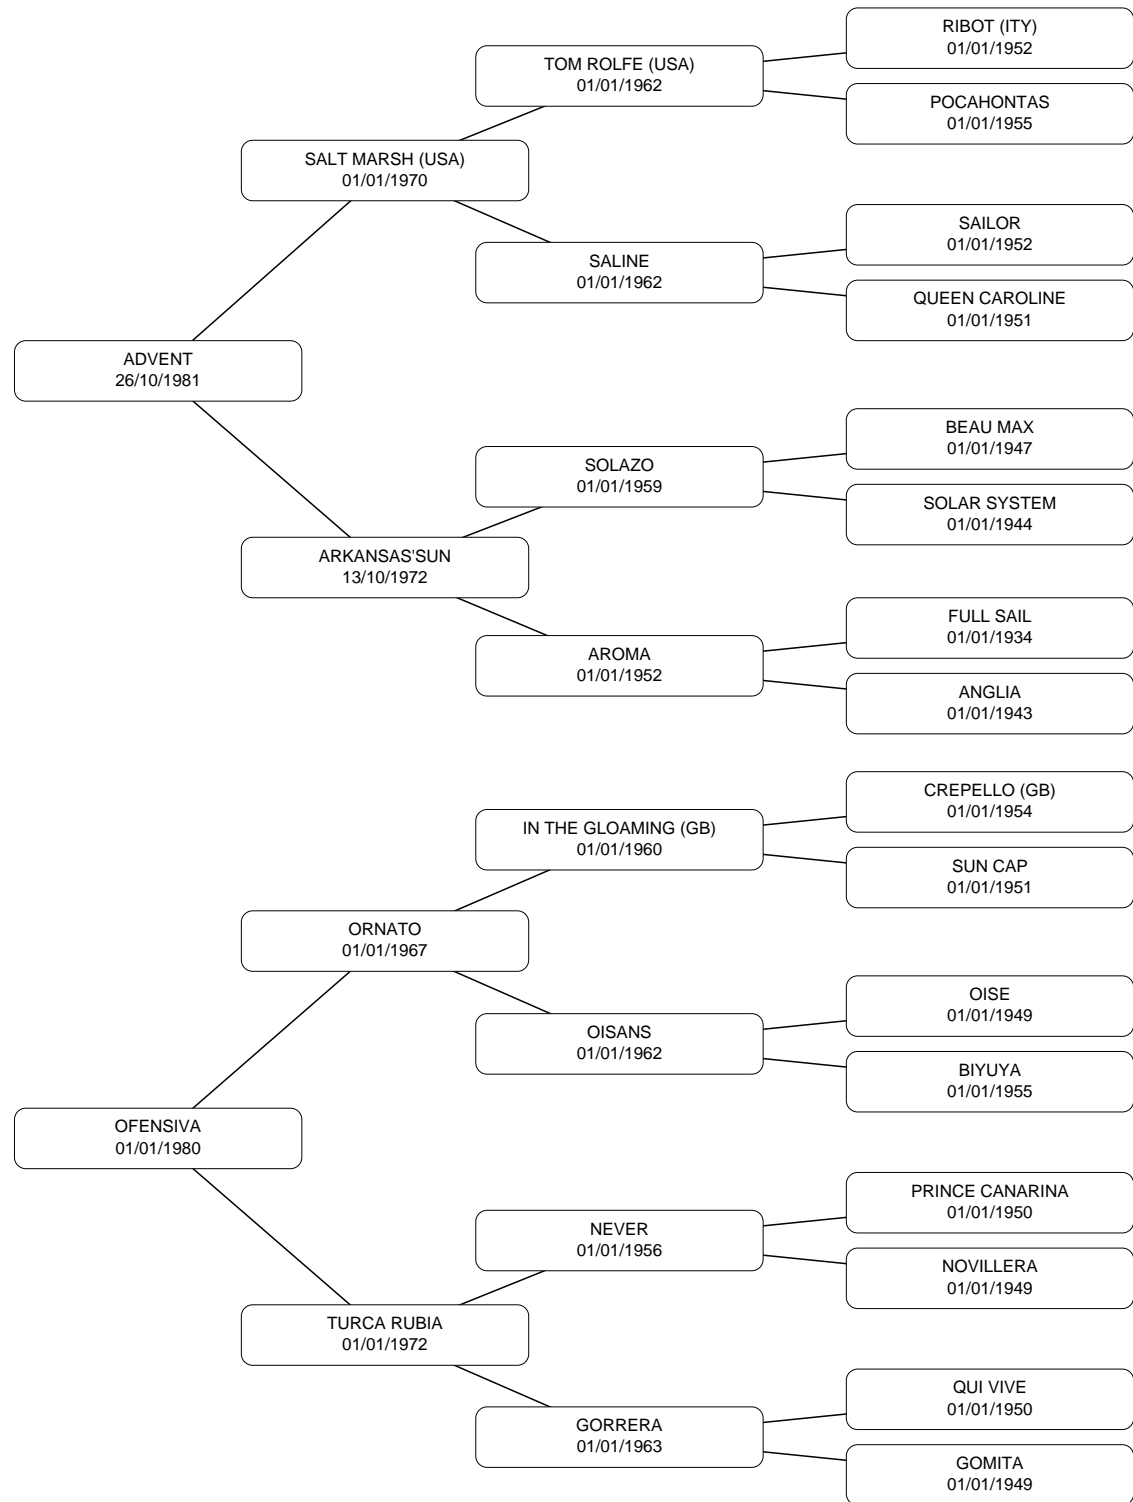 RIBOT (ITY)
01/01/1952
TOM ROLFE (USA)
01/01/1962
POCAHONTAS
01/01/1955
SALT MARSH (USA)
01/01/1970
SAILOR
01/01/1952
SALINE
01/01/1962
QUEEN CAROLINE
01/01/1951
ADVENT
26/10/1981
BEAU MAX
01/01/1947
SOLAZO
01/01/1959
SOLAR SYSTEM
01/01/1944
ARKANSAS'SUN
13/10/1972
FULL SAIL
01/01/1934
AROMA
01/01/1952
ANGLIA
01/01/1943
CREPELLO (GB)
01/01/1954
IN THE GLOAMING (GB)
01/01/1960
SUN CAP
01/01/1951
ORNATO
01/01/1967
OISE
01/01/1949
OISANS
01/01/1962
BIYUYA
01/01/1955
OFENSIVA
01/01/1980
PRINCE CANARINA
01/01/1950
NEVER
01/01/1956
NOVILLERA
01/01/1949
TURCA RUBIA
01/01/1972
QUI VIVE
01/01/1950
GORRERA
01/01/1963
GOMITA
01/01/1949